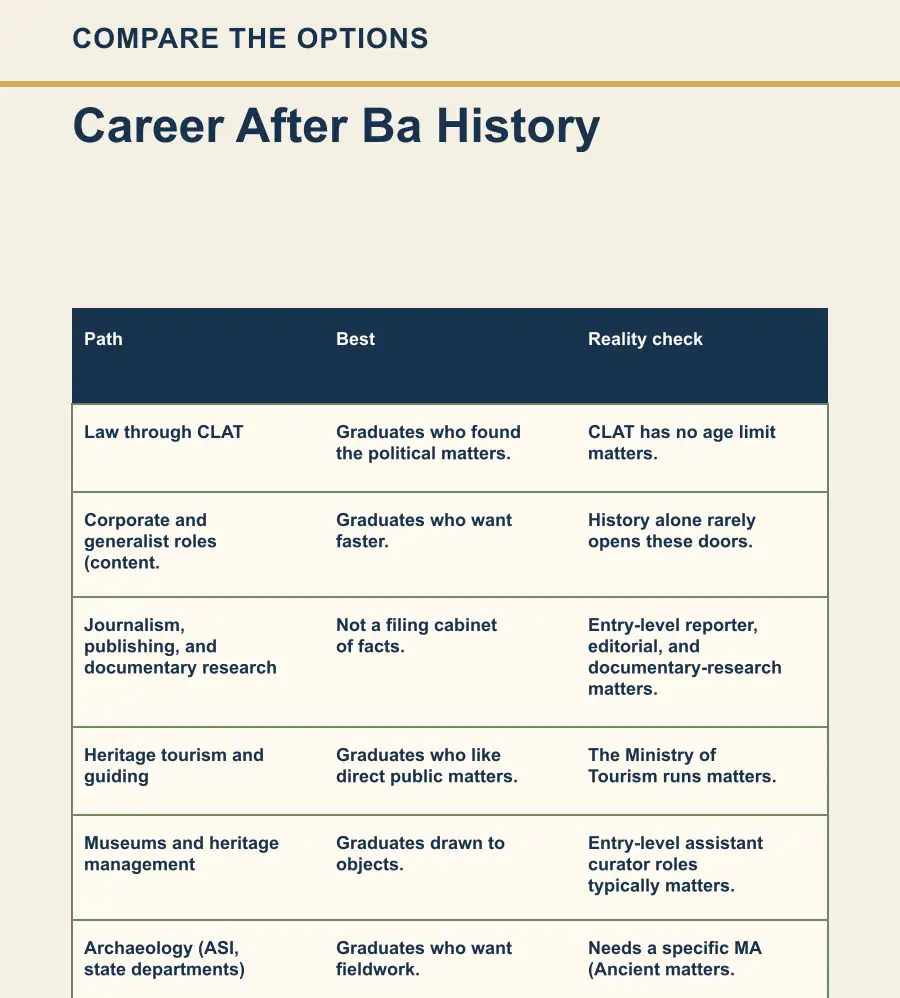 COMPARE THE OPTIONS
Career After Ba History
Path
Best
Reality check
Law through CLAT
Graduates who found
the political matters.
CLAT has no age limit
matters.
Corporate and
generalist roles
(content.
Graduates who want
faster.
History alone rarely
opens these doors.
Journalism,
publishing, and
documentary research
Not a filing cabinet
of facts.
Entry-level reporter,
editorial, and
documentary-research
matters.
Heritage tourism and
guiding
Graduates who like
direct public matters.
The Ministry of
Tourism runs matters.
Museums and heritage
management
Graduates drawn to
objects.
Entry-level assistant
curator roles
typically matters.
Archaeology (ASI,
state departments)
Graduates who want
fieldwork.
Needs a specific MA
(Ancient matters.